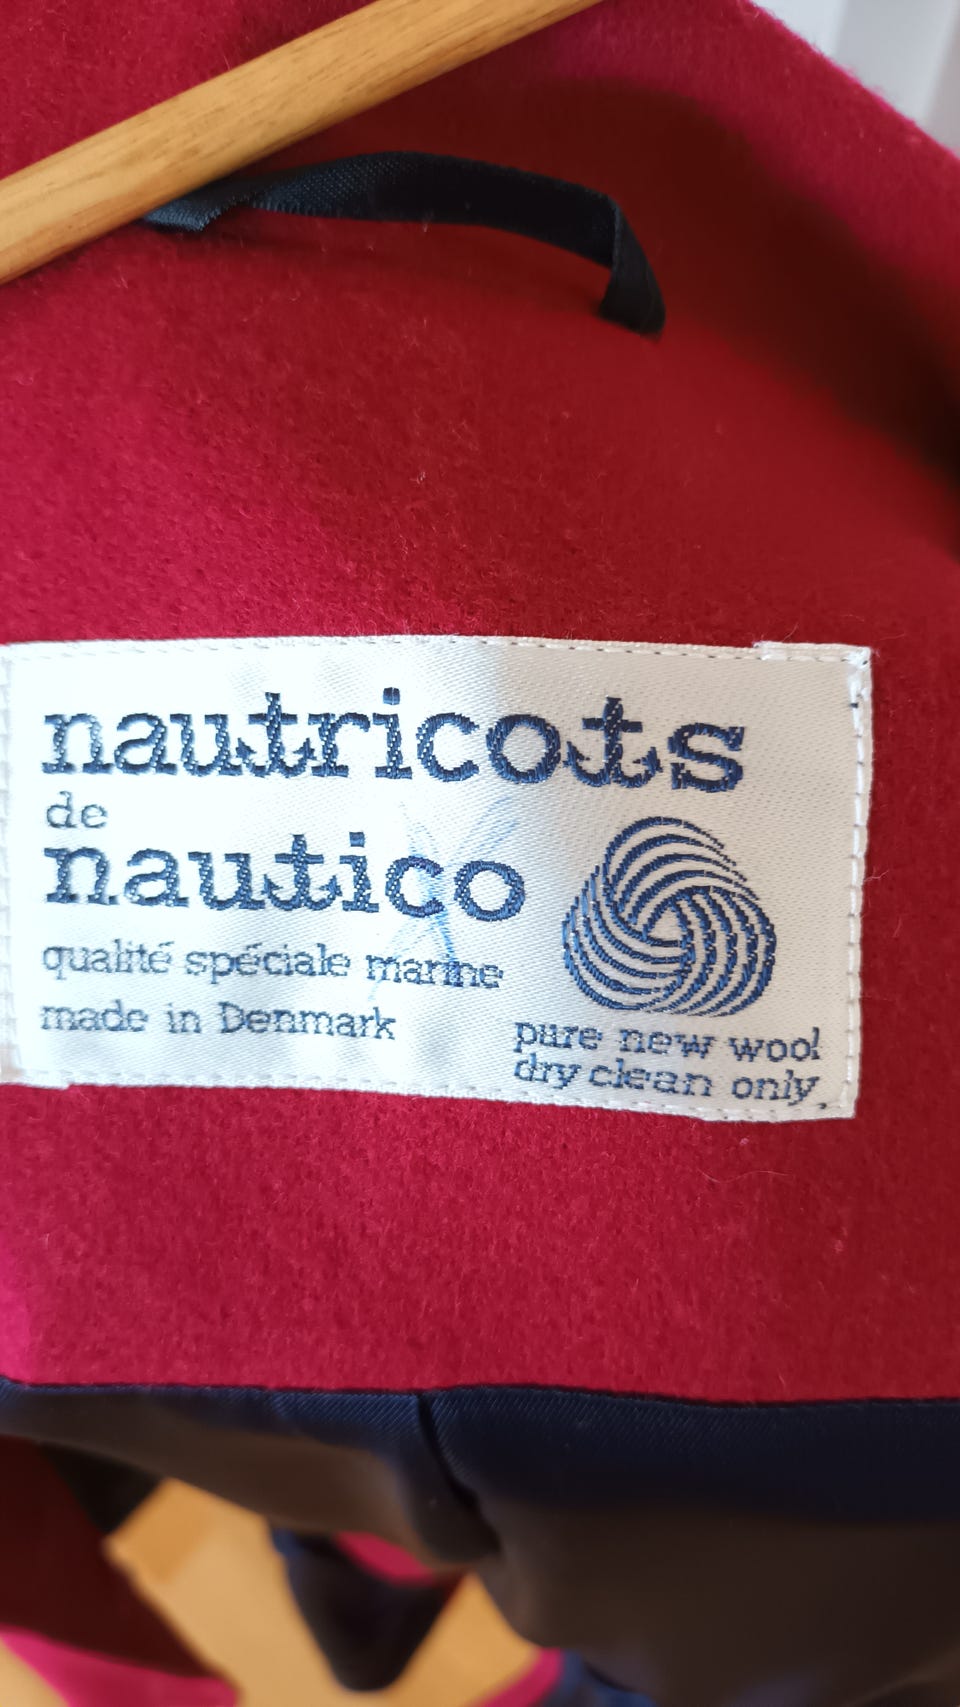 nautricots
de
nautico
qualité spéciale marine
made in Denmark
pure new wool
dry clean only.